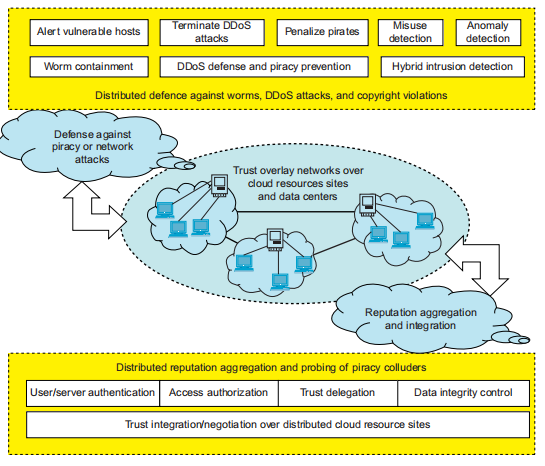 Alert vulnerable hosts
Terminate DDoS
attacks
Penalize pirates
Misuse
detection
Anomaly
detection
Worm containment
DDoS defense and piracy prevention
Hybrid intrusion detection
Distributed defence against worms, DDoS attacks, and copyright violations
Defense against
piracy or network
attacks
Trust overlay networks over
cloud resources sites
and data centers
Reputation aggregation
and integration
Distributed reputation aggregation and probing of piracy colluders
User/server authentication
Access authorization
Trust delegation
Data integrity control
Trust integration/negotiation over distributed cloud resource sites